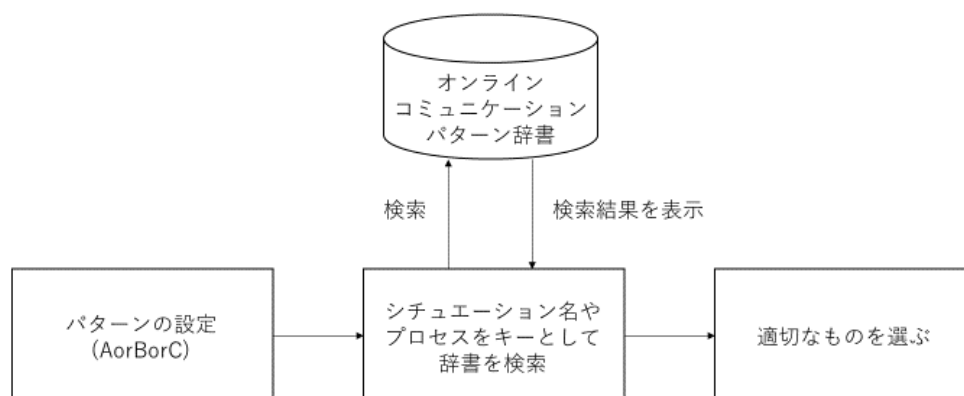 オンライン
コミュニケーション
パターン辞書
検索
検索結果を表示
パターンの設定
(AorBorC)
シチュエーション名や
プロセスをキーとして
辞書を検索
適切なものを選ぶ